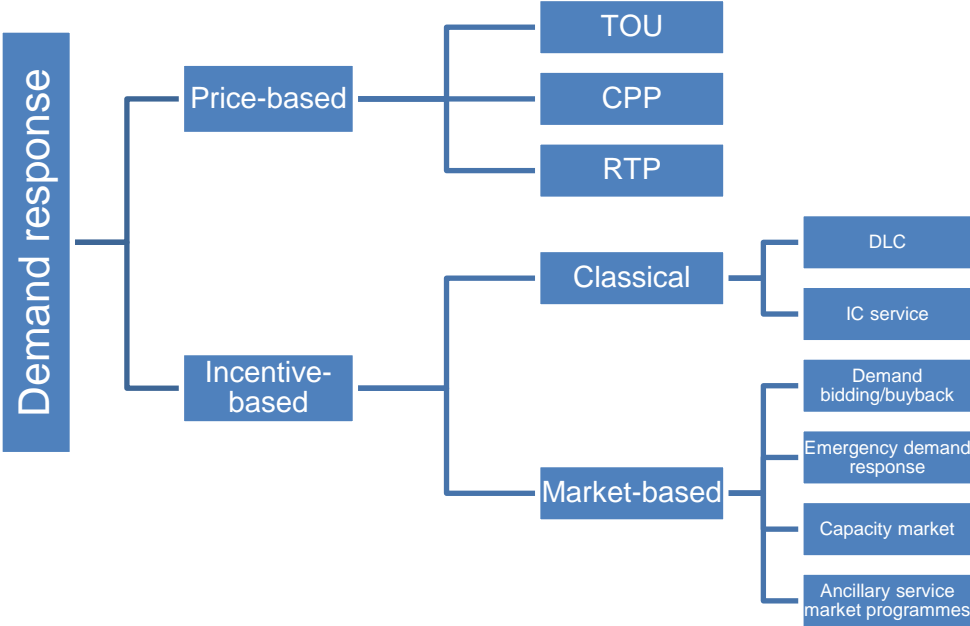 Demand response
Price-based
TOU
CPP
RTP
Incentive-
based
Classical
DLC
IC service
Market-based
Demand
bidding/buyback
Emergency demand
response
Capacity market
Ancillary service
market programmes